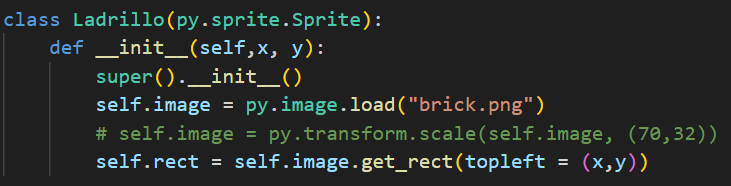 class Ladrillo(py.sprite.Sprite):
    def __init__(self,x, y):
        super().__init__()
        self.image = py.image.load("brick.png")
        # self.image = py.transform.scale(self.image, (70,32))
        self.rect = self.image.get_rect(topleft = (x,y))